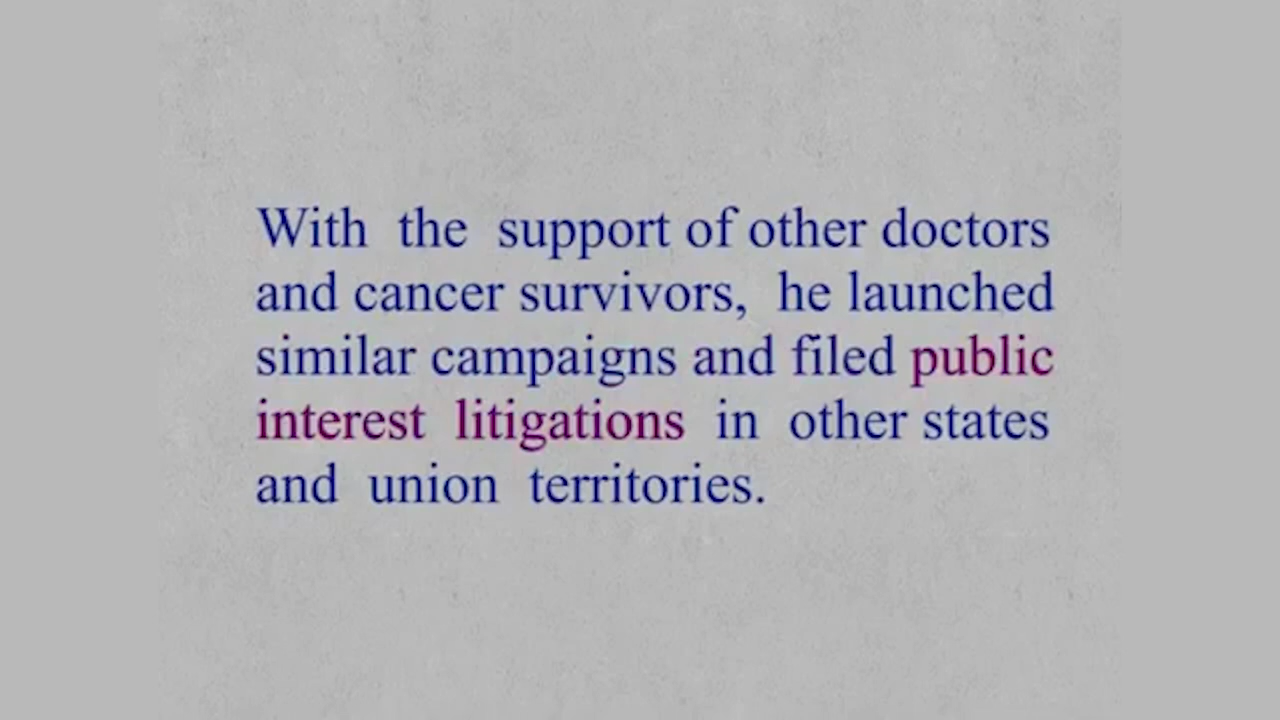 With the support of other doctors
and cancer survivors, he launched
similar campaigns and filed public
interest litigations in other states
and union territories.